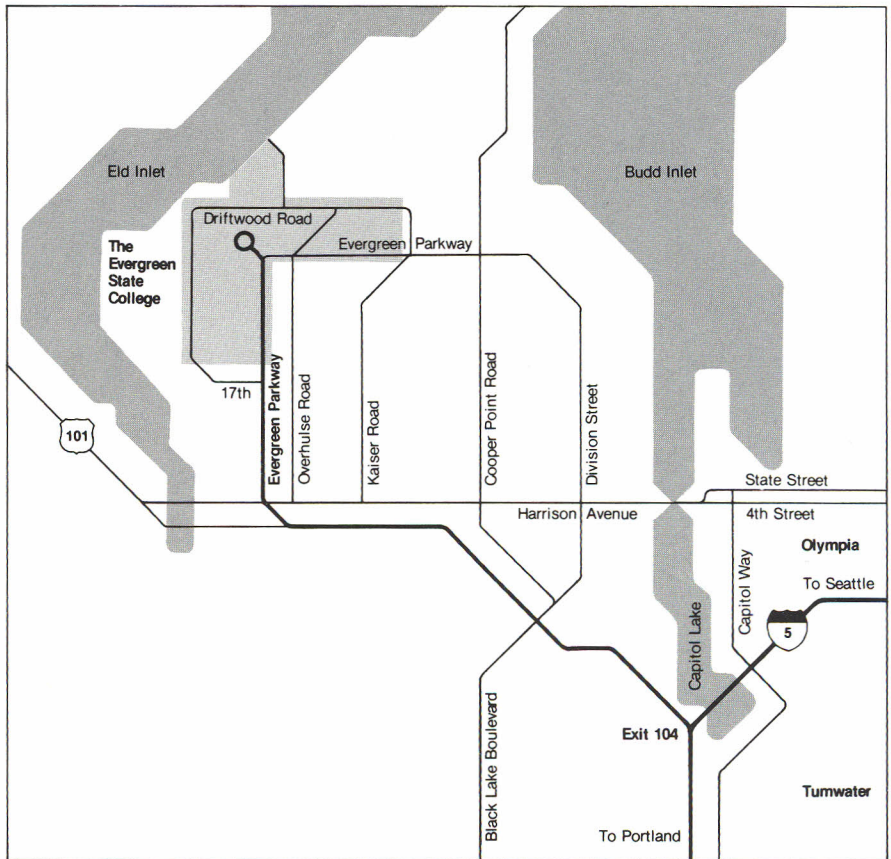 Eld Inlet
Budd Inlet
Driftwood Road
Evergreen Parkway
The
Evergreen
State
College
17th
Evergreen Parkway
Overhulse Road
Kaiser Road
Cooper Point Road
Division Street
101
State Street
Harrison Avenue
4th Street
Olympia
To Seattle
Capitol Way
5
Capitol Lake
Exit 104
Black Lake Boulevard
Tumwater
To Portland